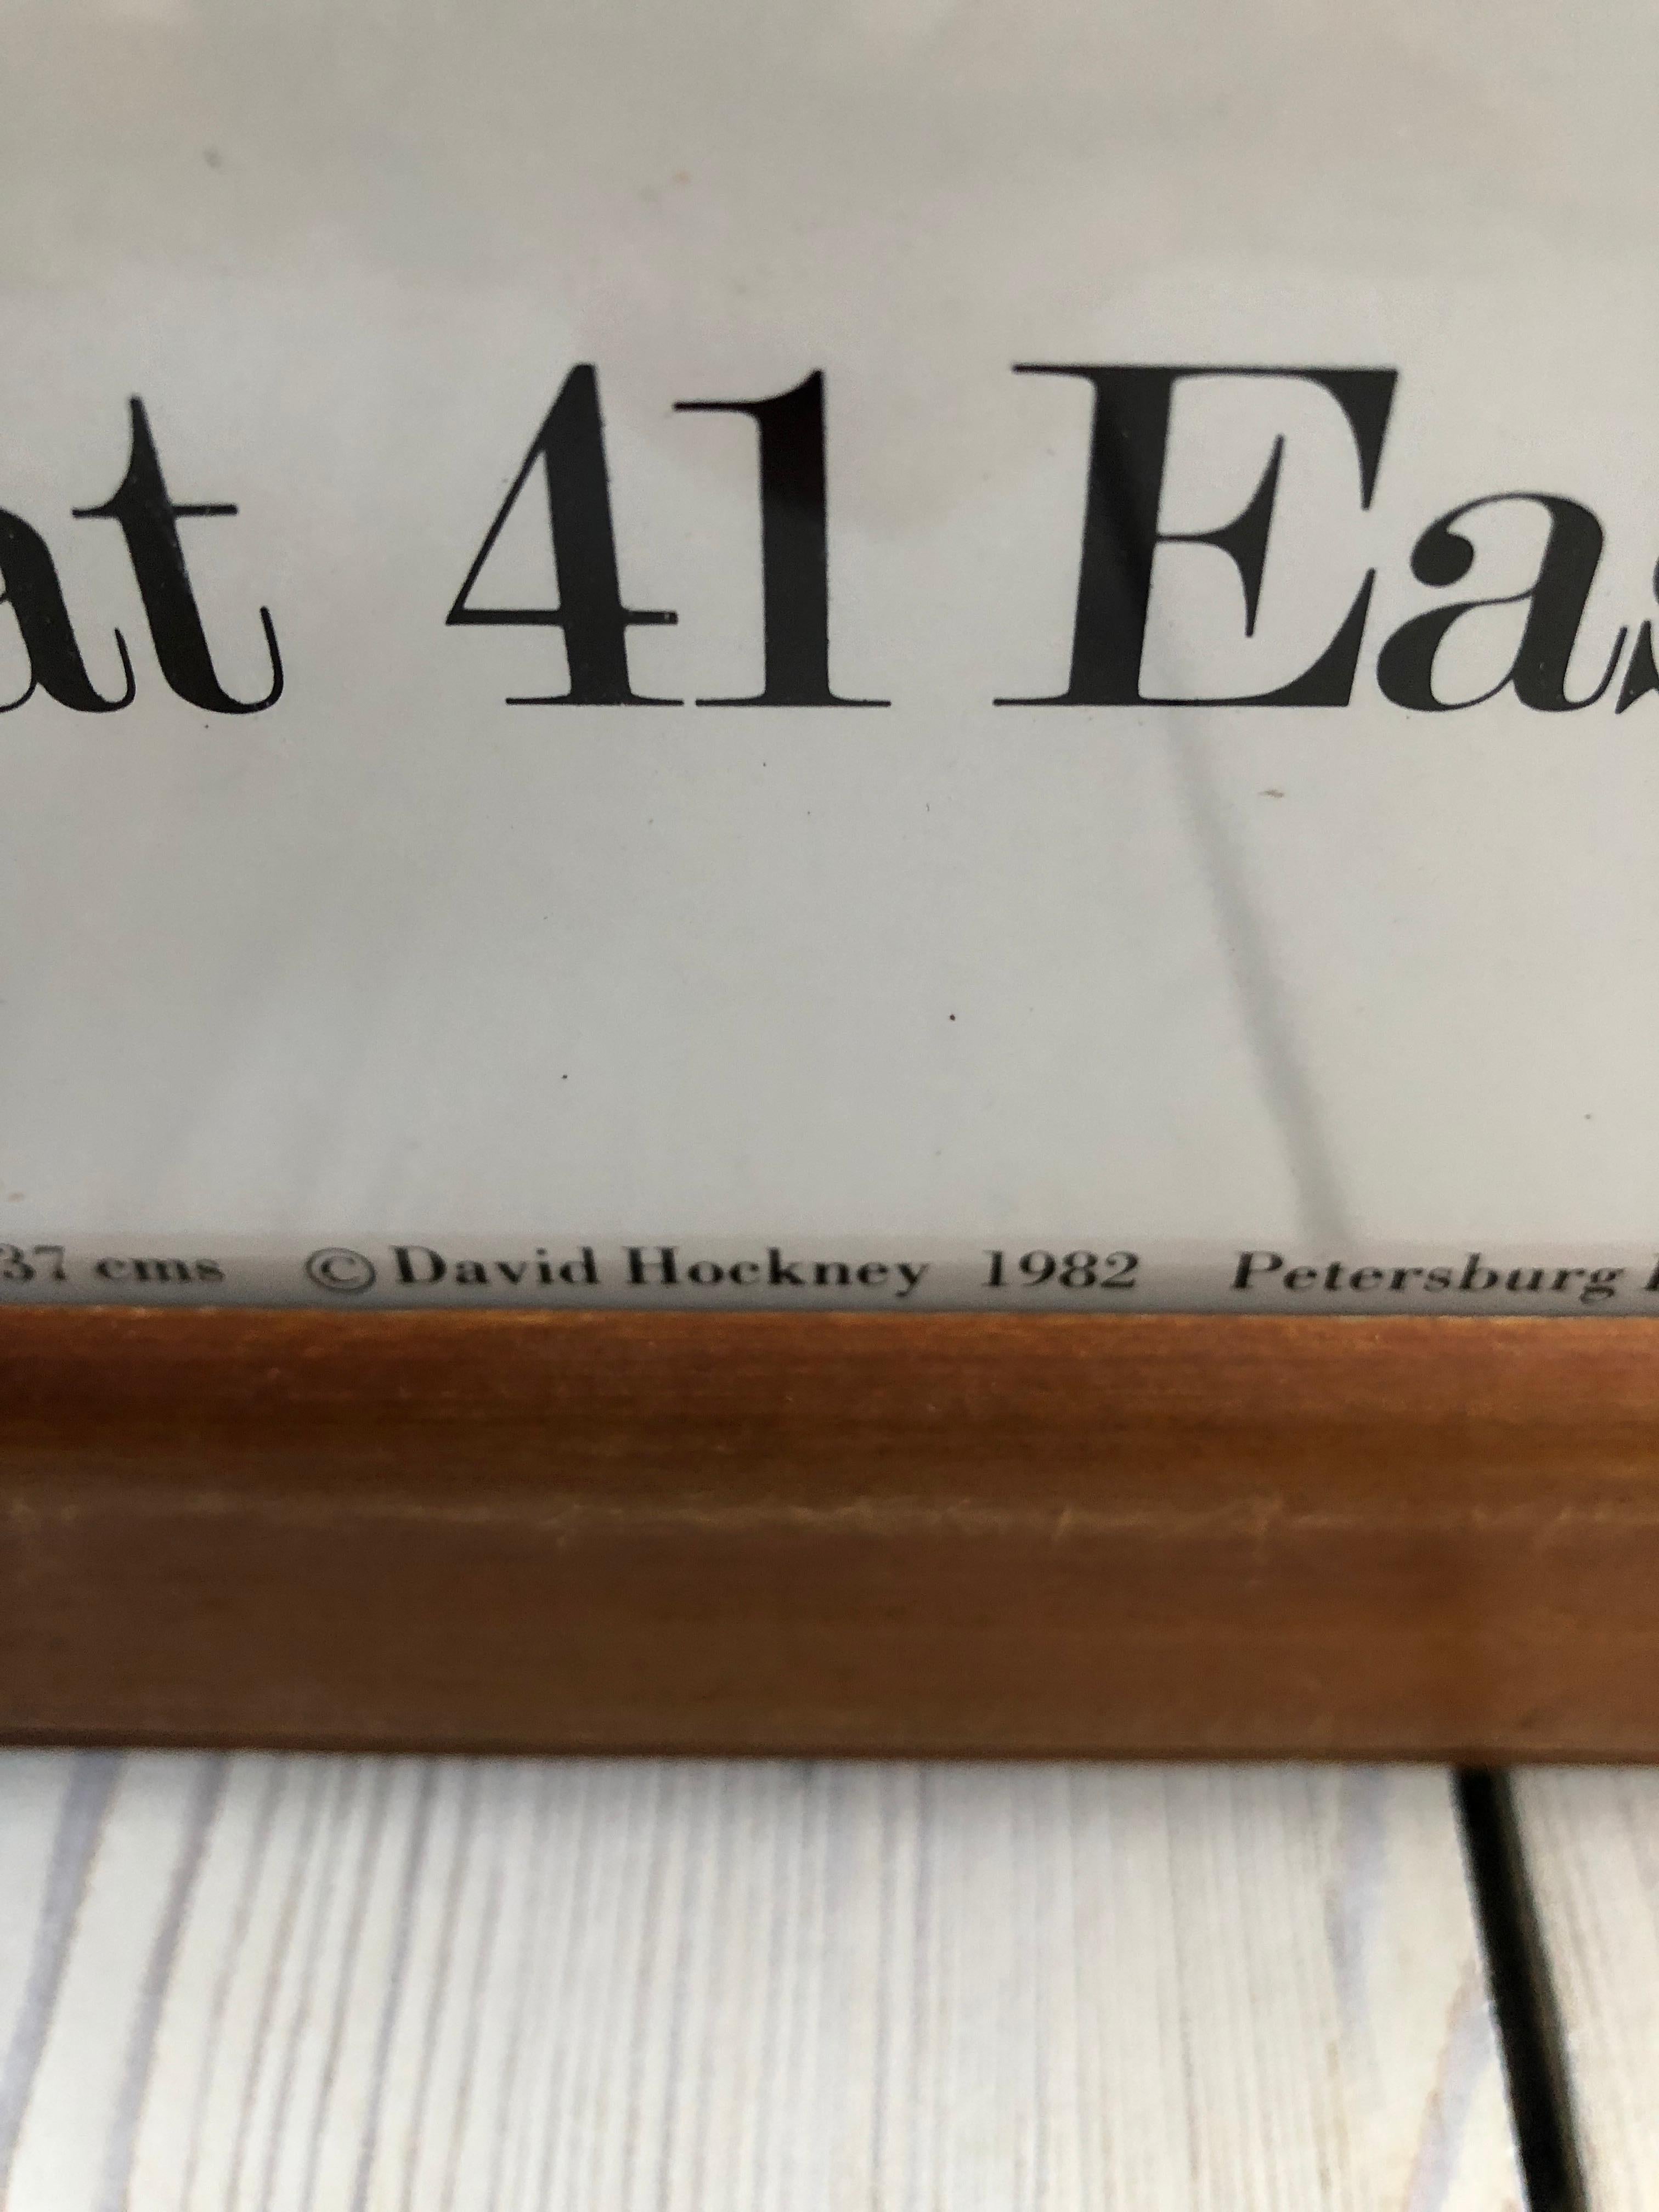 at 41 Eas
37 cms © David Hockney 1982 Petersburg